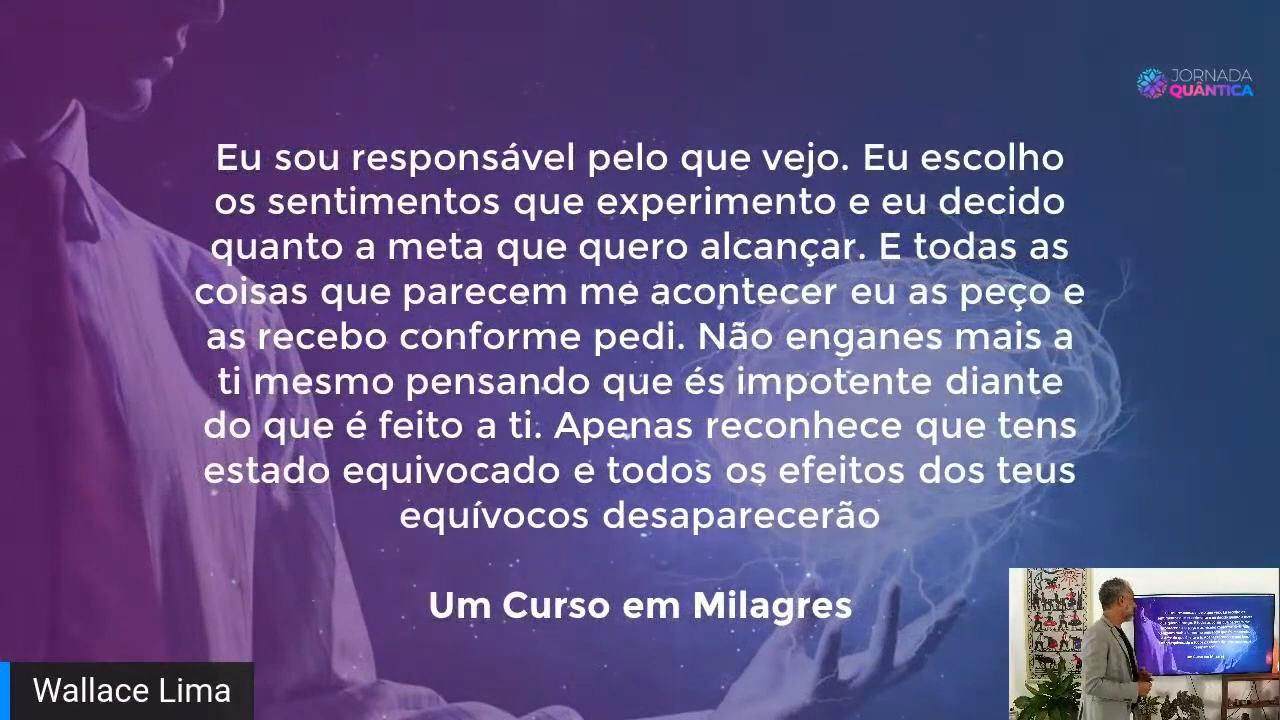 JORNADA
QUÂNTICA
Eu sou responsável pelo que vejo. Eu escolho
os sentimentos que experimento e eu decido
quanto a meta que quero alcançar. E todas as
coisas que parecem me acontecer eu as peço e
as recebo conforme pedi. Não enganes mais a
ti mesmo pensando que és impotente diante
do que é feito a ti. Apenas reconhece que tens
estado equivocado e todos os efeitos dos teus
equívocos desaparecerão
Um Curso em Milagres
Wallace Lima